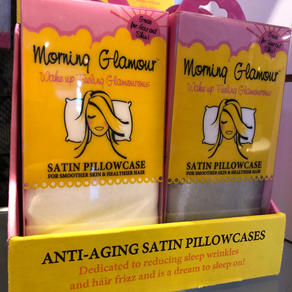 Morning Glamour
Wake up Feeling Glamourous
SATIN PILLOWCASE
FOR SMOOTHER SKIN & HEALTHIER HAIR
Morning Glamour
Wake up Feeling Glamourous
SATIN PILLOWCASE
FOR SMOOTHER SKIN & HEALTHIER HAIR
ANTI-AGING SATIN PILLOWCASES
Dedicated to reducing sleep wrinkles
and hair frizz and is a dream to sleep on!